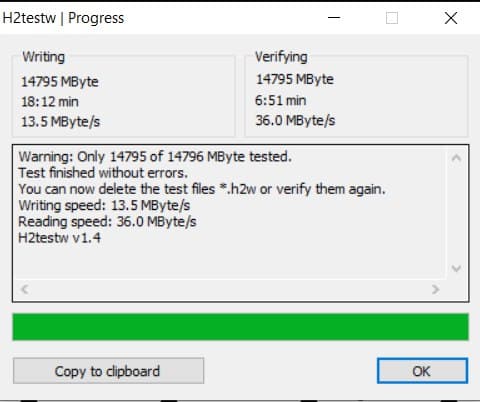 H2testw | Progress
Writing
14795 MByte
18:12 min
13.5 MByte/s
Verifying
14795 MByte
6:51 min
36.0 MByte/s
Warning: Only 14795 of 14796 MByte tested.
Test finished without errors.
You can now delete the test files *.h2w or verify them again.
Writing speed: 13.5 MByte/s
Reading speed: 36.0 MByte/s
H2testw v1.4
Copy to clipboard
OK